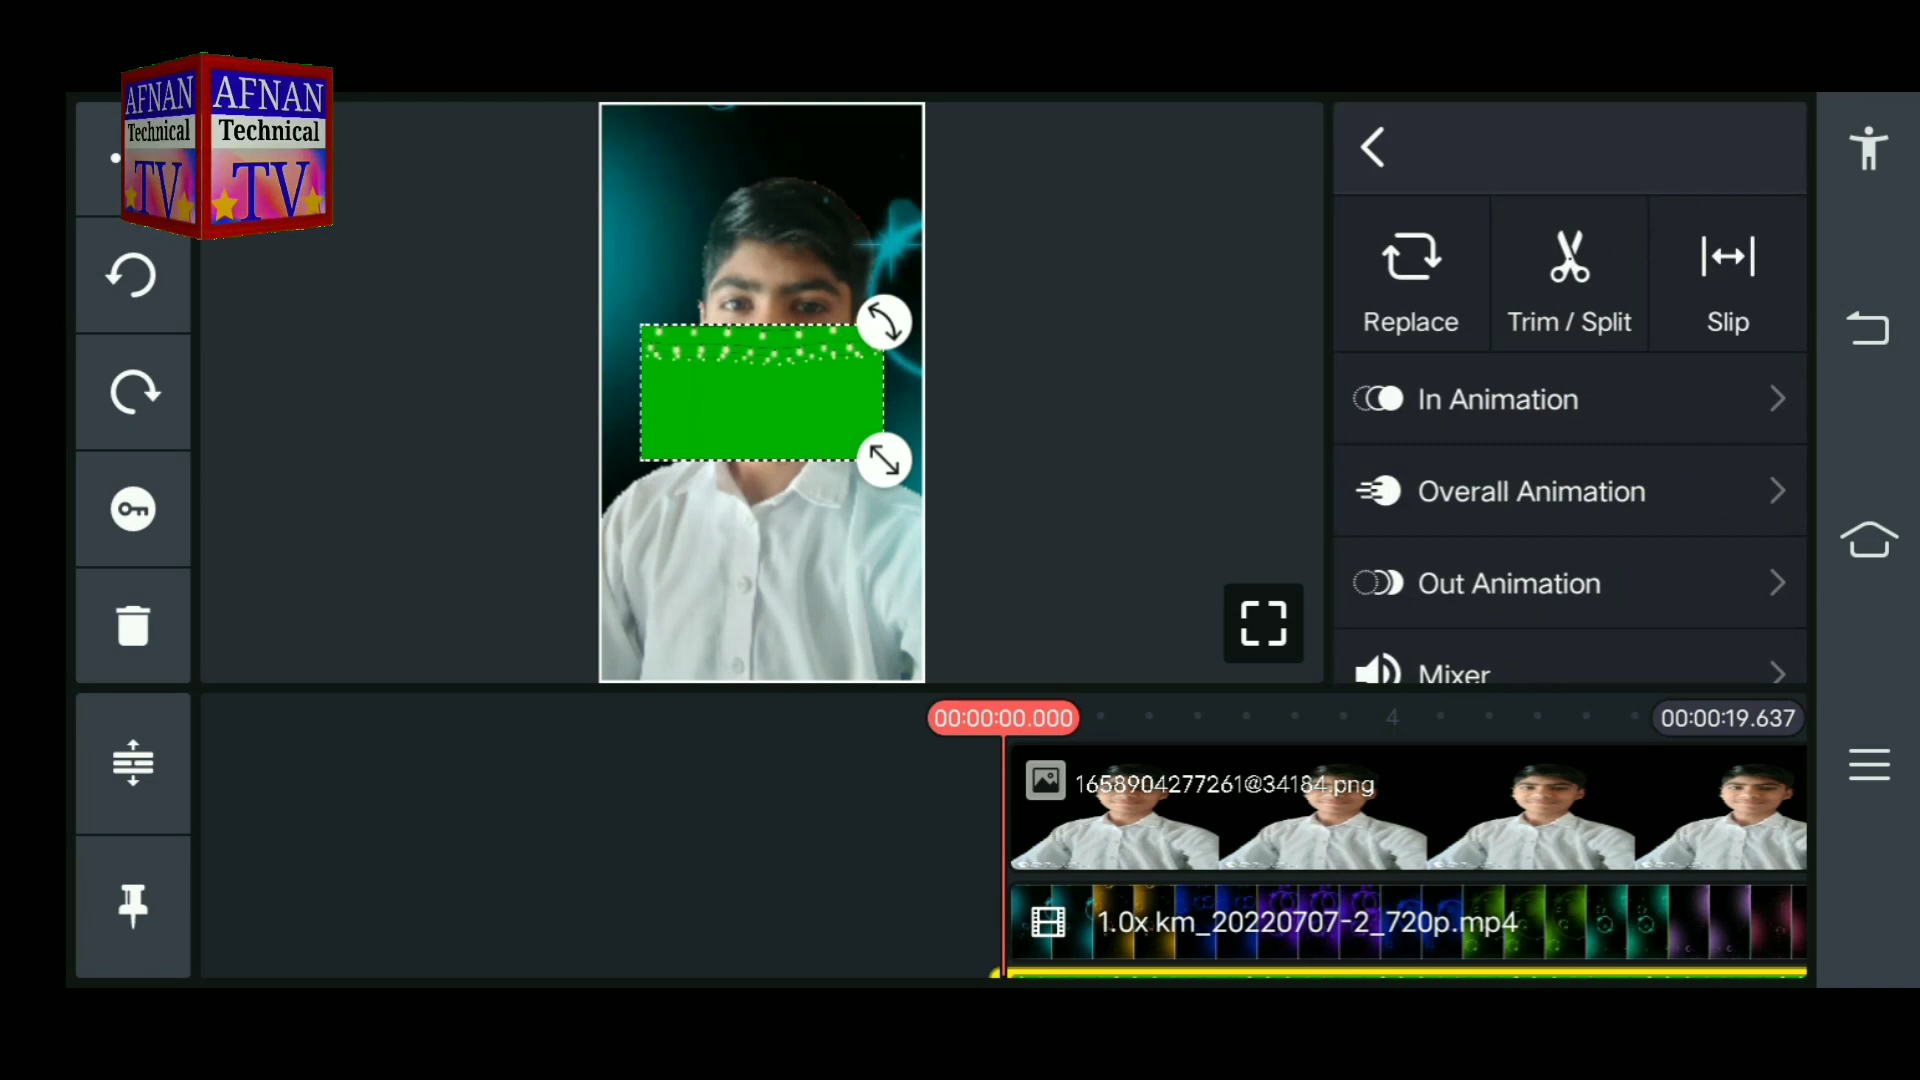 AFNAN
Technical
TV
AFNAN
Technical
TV
Replace
Trim / Split
Slip
In Animation
Overall Animation
Out Animation
Mixer
00:00:00.000
4
00:00:19.637
1658904277261@34184.png
1.0x km_20220707-2_720p.mp4